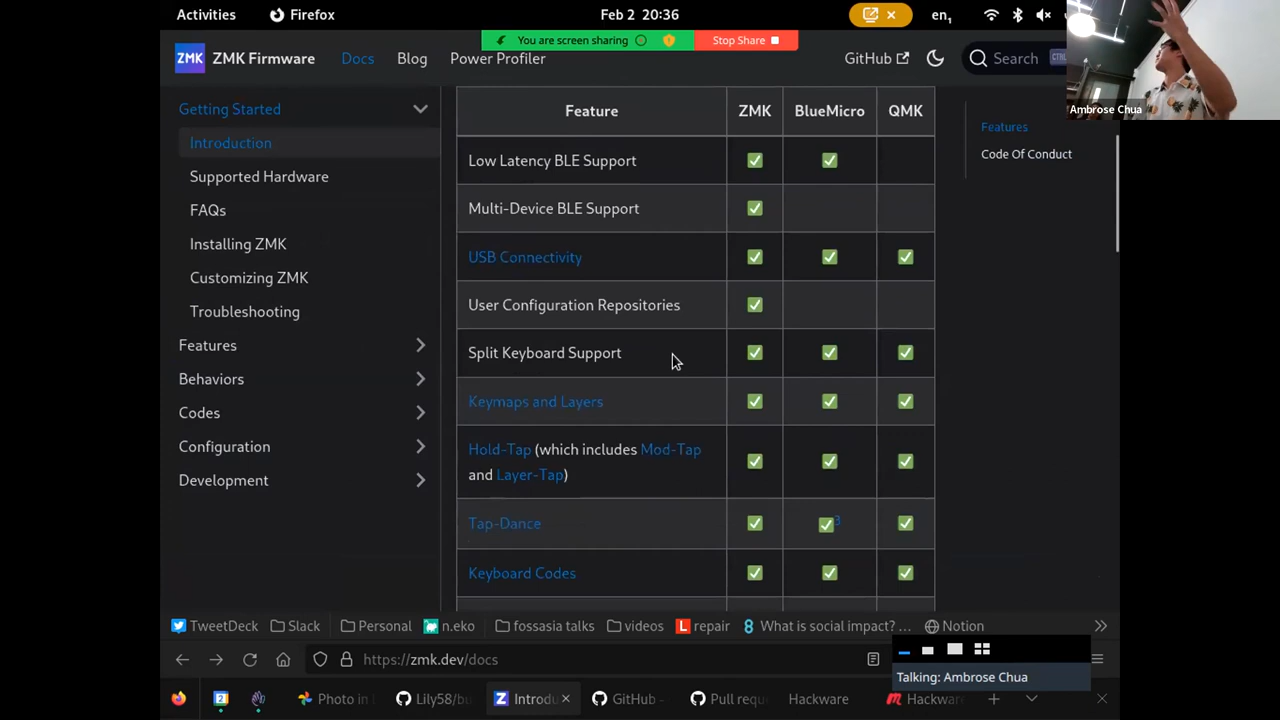 Activities
Firefox
Feb 2 20:36
en₁
You are screen sharing
Stop Share
ZMK
ZMK Firmware
Docs
Blog
Power Profiler
GitHub
Search
CTRL
Ambrose Chua
Getting Started
Introduction
Supported Hardware
FAQs
Installing ZMK
Customizing ZMK
Troubleshooting
Features
Behaviors
Codes
Configuration
Development
Feature ZMK BlueMicro QMK
Low Latency BLE Support ✅ ✅
Multi-Device BLE Support ✅
USB Connectivity ✅ ✅ ✅
User Configuration Repositories ✅
Split Keyboard Support ✅ ✅ ✅
Keymaps and Layers ✅ ✅ ✅
Hold-Tap (which includes Mod-Tap
and Layer-Tap) ✅ ✅ ✅
Tap-Dance ✅ ✅3 ✅
Keyboard Codes ✅ ✅ ✅
Features
Code Of Conduct
TweetDeck
Slack
Personal
n.eko
fossasia talks
videos
repair
What is social impact? ...
Notion
https://zmk.dev/docs
Talking: Ambrose Chua
Photo in
Lily58/bu
Introdu
GitHub -
Pull requ
Hackware
Hackwar